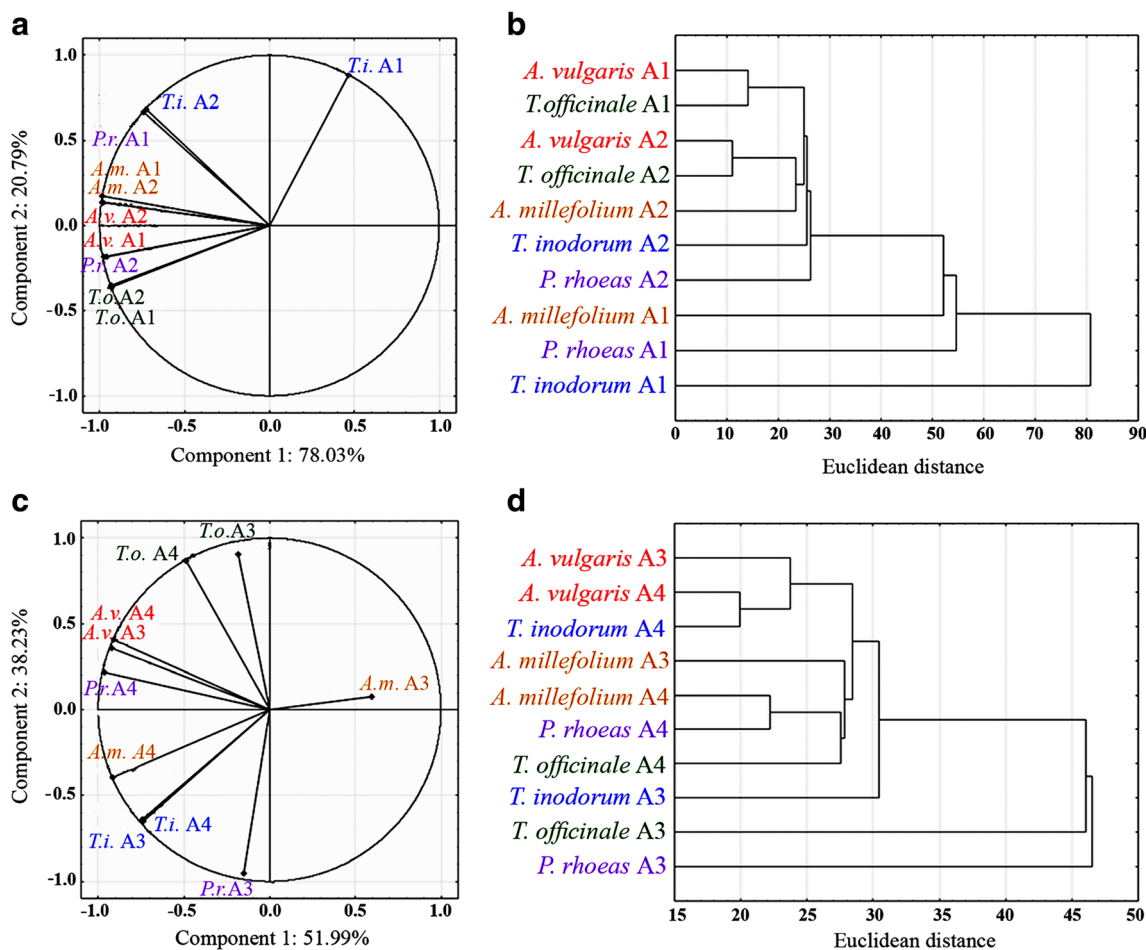 a
1.0
0.5
0.0
-0.5
-1.0
Component 2: 20.79%
T.i. A1
T.i. A2
P.r. A1
A.m. A1
A.m. A2
A.v. A2
A.v. A1
P.r. A2
T.o.A2
T.o. A1
-1.0 -0.5 0.0 0.5 1.0
Component 1: 78.03%
b
A. vulgaris A1
T.officinale A1
A. vulgaris A2
T. officinale A2
A. millefolium A2
T. inodorum A2
P. rhoeas A2
A. millefolium A1
P. rhoeas A1
T. inodorum A1
0 10 20 30 40 50 60 70 80 90
Euclidean distance
c
1.0
0.5
0.0
-0.5
-1.0
Component 2: 38.23%
T.o.A3
T.o. A4
A.v. A4
A.v. A3
P.r.A4
A.m. A3
A.m. A4
T.i. A4
T.i. A3
P.r.A3
-1.0 -0.5 0.0 0.5 1.0
Component 1: 51.99%
d
A. vulgaris A3
A. vulgaris A4
T. inodorum A4
A. millefolium A3
A. millefolium A4
P. rhoeas A4
T. officinale A4
T. inodorum A3
T. officinale A3
P. rhoeas A3
15 20 25 30 35 40 45 50
Euclidean distance